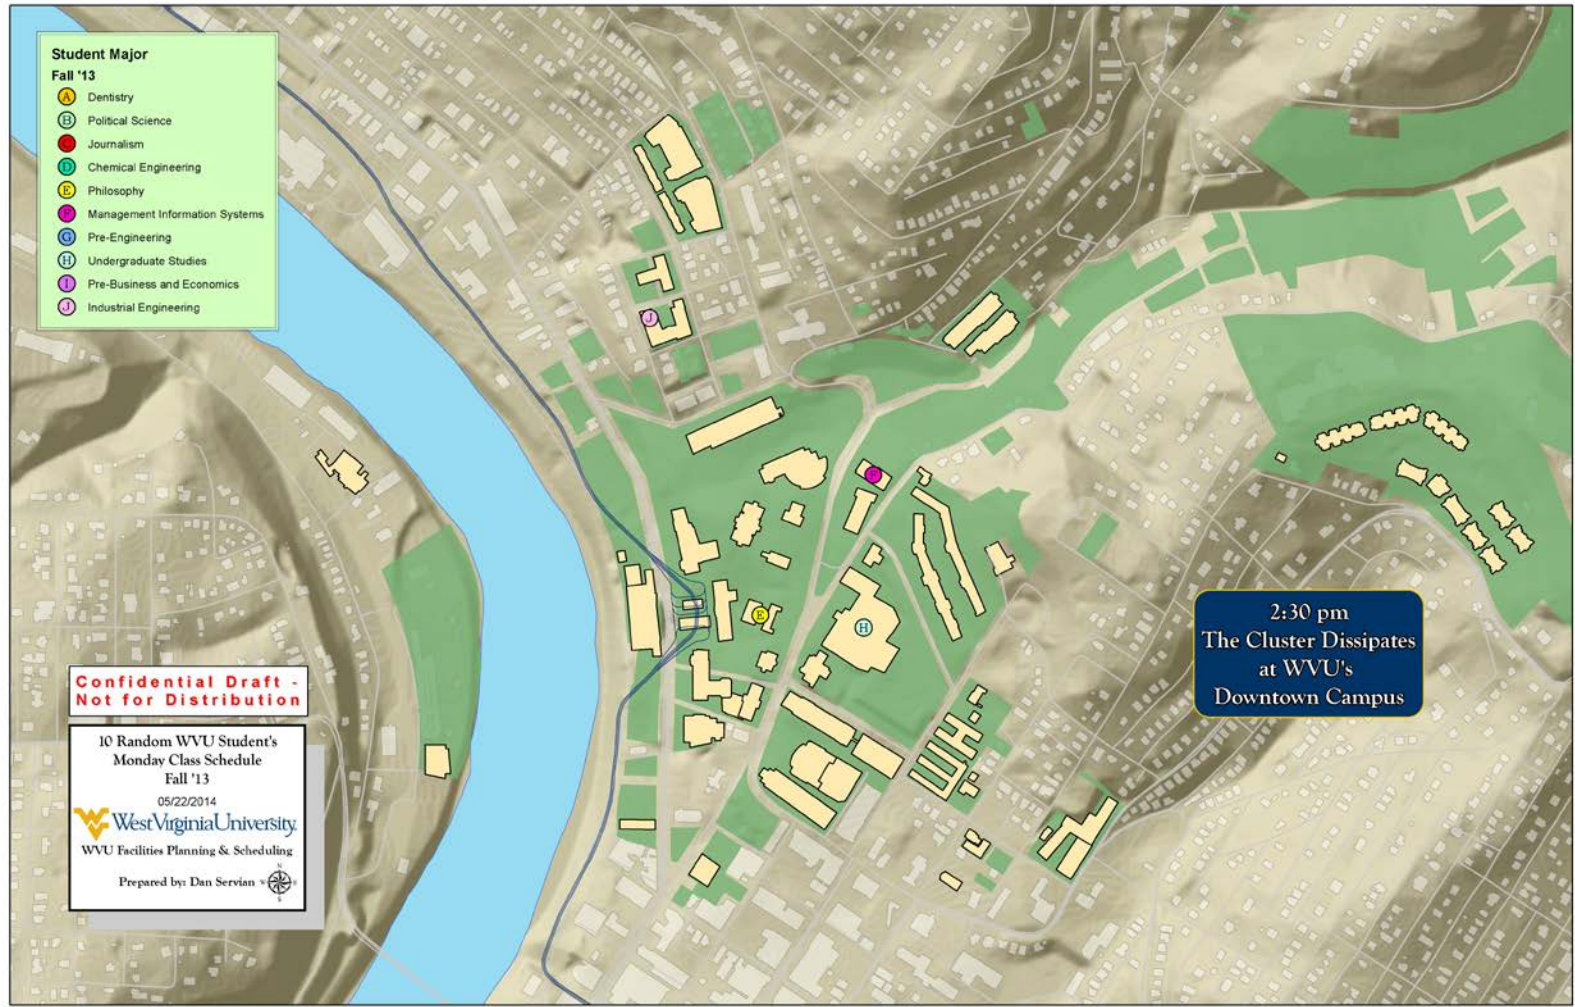 Student Major
Fall '13
A Dentistry
B Political Science
C Journalism
D Chemical Engineering
E Philosophy
F Management Information Systems
G Pre-Engineering
H Undergraduate Studies
I Pre-Business and Economics
J Industrial Engineering
J
F
E
H
2:30 pm
The Cluster Dissipates
at WVU's
Downtown Campus
Confidential Draft -
Not for Distribution
10 Random WVU Student's
Monday Class Schedule
Fall '13
05/22/2014
WestVirginiaUniversity.
WVU Facilities Planning & Scheduling
Prepared by: Dan Servian
N
W E
S